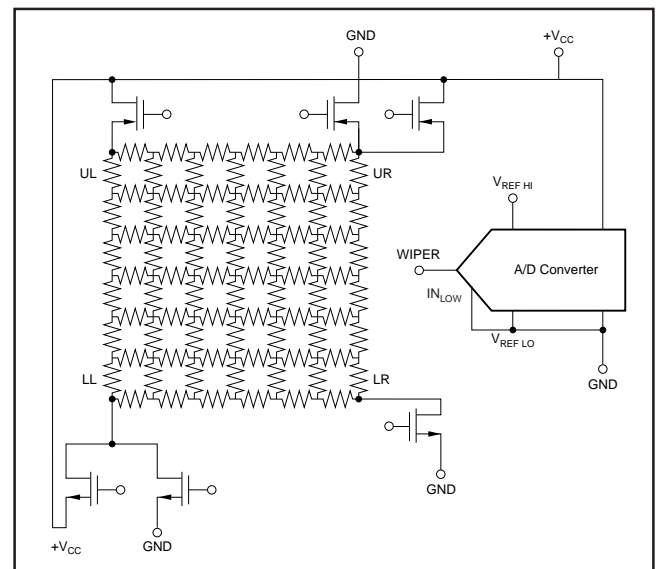 GND
+VCC
UL
UR
VREF HI
WIPER
A/D Converter
INLOW
VREF LO
LL
LR
GND
GND
+VCC
GND